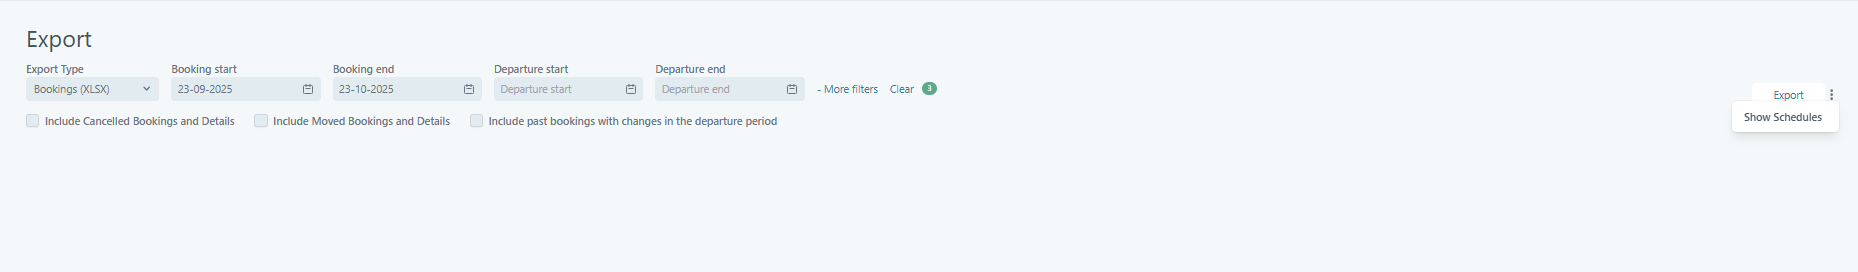 Export
Export Type Booking start Booking end Departure start Departure end
Bookings (XLSX) 23-09-2025 23-10-2025 Departure start Departure end - More filters Clear 3
Export
Show Schedules
Include Cancelled Bookings and Details Include Moved Bookings and Details Include past bookings with changes in the departure period